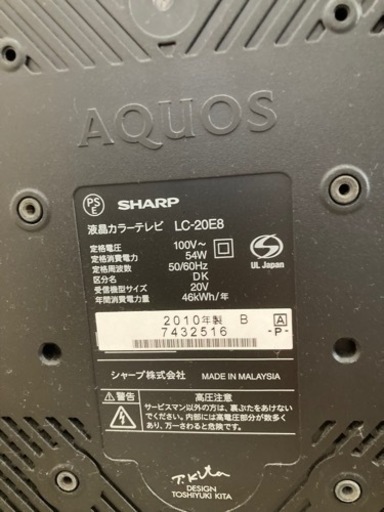 AQUOS
PS
E
SHARP
液晶カラーテレビ LC-20E8
定格電圧 100V~
定格消費電力 54W
定格周波数 50/60Hz
区分名 DK
受信機型サイズ 20V
年間消費電力量 46kWh/年
S
UL Japan
2010年製 B A
7432516 -P-
シャープ株式会社 MADE IN MALAYSIA
高圧注意
警告
サービスマン以外の方は、裏ぶたをあけないで
ください。内部には高電圧部分が数多く
あり、万一さわると危険です。
T. Kita
DESIGN
TOSHIYUKI KITA